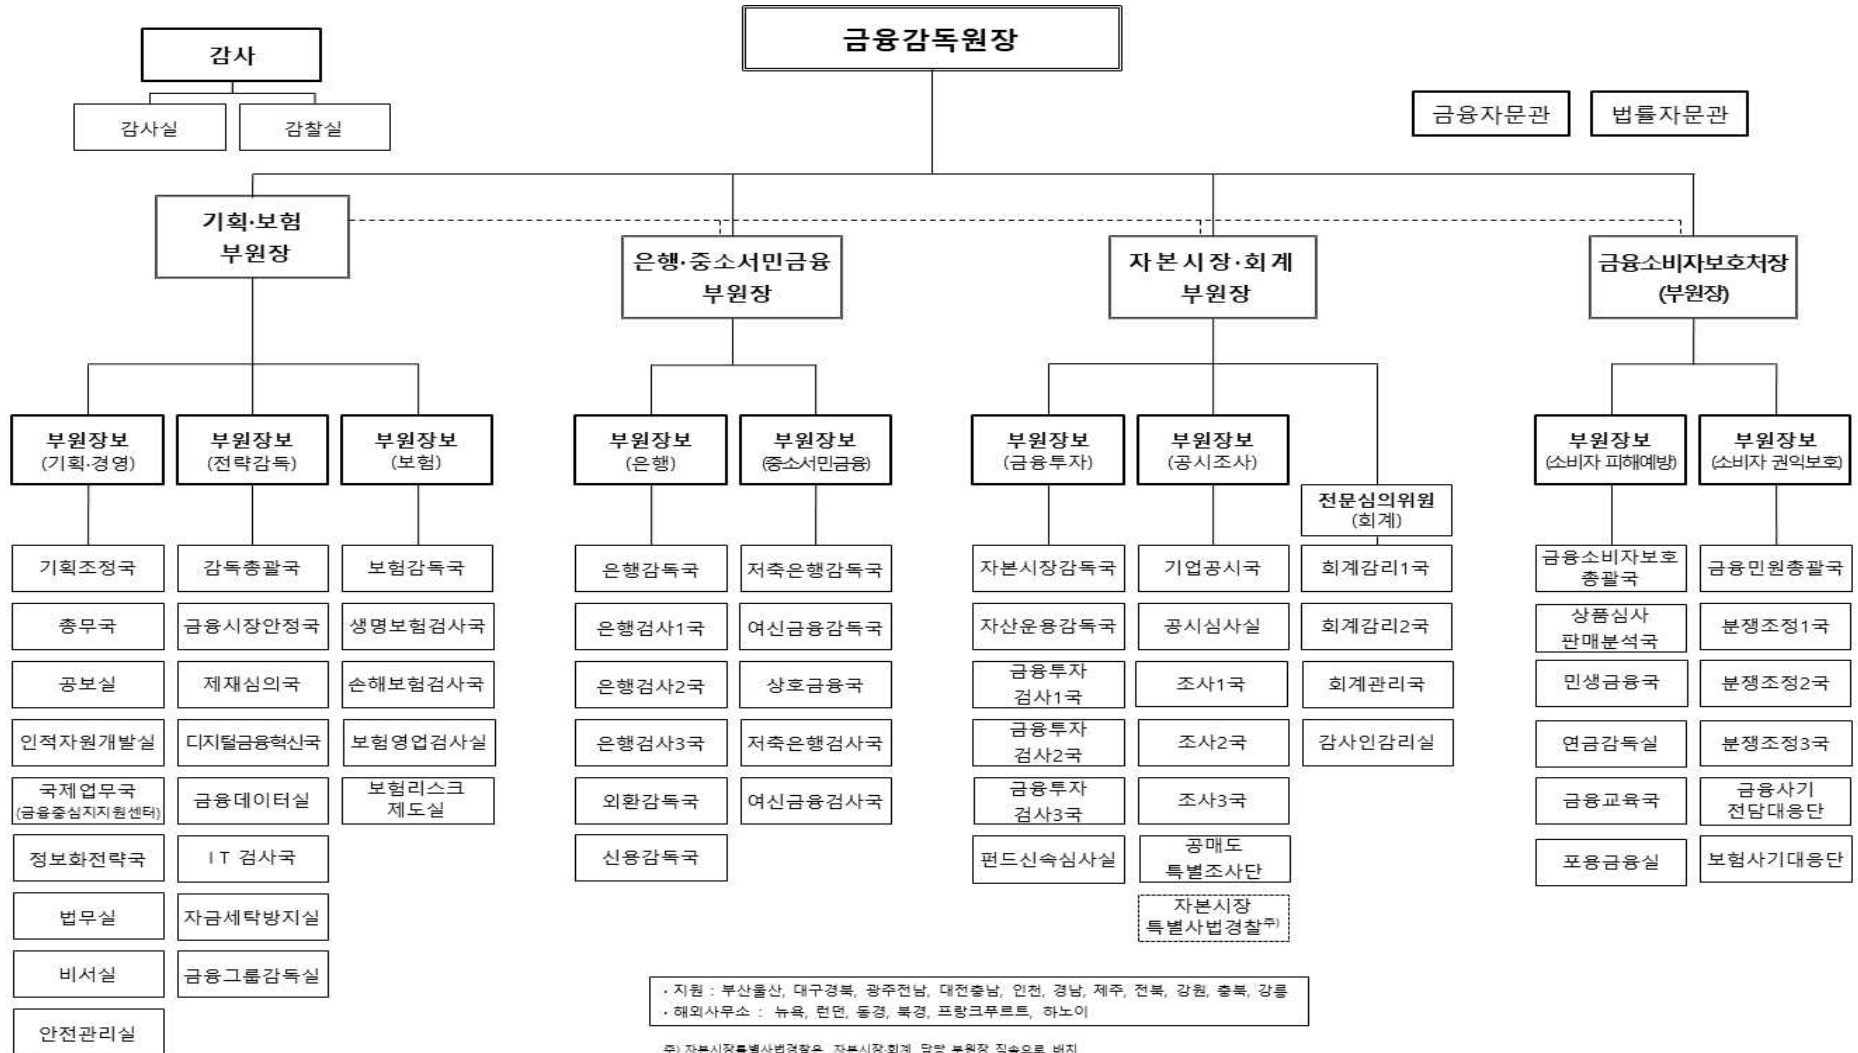 금융감독원장
감사
감사실
감찰실
금융자문관
법률자문관
기획·보험
부원장
은행·중소서민금융
부원장
자본시장·회계
부원장
금융소비자보호처장
(부원장)
부원장보
(기획·경영)
부원장보
(전략감독)
부원장보
(보험)
부원장보
(은행)
부원장보
(중소서민금융)
부원장보
(금융투자)
부원장보
(공시조사)
전문심의위원
(회계)
부원장보
(소비자 피해예방)
부원장보
(소비자 권익보호)
기획조정국
총무국
공보실
인적자원개발실
국제업무국
(금융중심지지원센터)
정보화전략국
법무실
비서실
안전관리실
감독총괄국
금융시장안정국
제재심의국
디지털금융혁신국
금융데이터실
IT 검사국
자금세탁방지실
금융그룹감독실
보험감독국
생명보험검사국
손해보험검사국
보험영업검사실
보험리스크
제도실
은행감독국
은행검사1국
은행검사2국
은행검사3국
외환감독국
신용감독국
저축은행감독국
여신금융감독국
상호금융국
저축은행검사국
여신금융검사국
자본시장감독국
자산운용감독국
금융투자
검사1국
금융투자
검사2국
금융투자
검사3국
펀드신속심사실
기업공시국
공시심사실
조사1국
조사2국
조사3국
공매도
특별조사단
자본시장
특별사법경찰주)
회계감리1국
회계감리2국
회계관리국
감사인감리실
금융소비자보호
총괄국
상품심사
판매분석국
민생금융국
연금감독실
금융교육국
포용금융실
금융민원총괄국
분쟁조정1국
분쟁조정2국
분쟁조정3국
금융사기
전담대응단
보험사기대응단
· 지원 : 부산울산, 대구경북, 광주전남, 대전충남, 인천, 경남, 제주, 전북, 강원, 충북, 강릉
· 해외사무소 : 뉴욕, 런던, 동경, 북경, 프랑크푸르트, 하노이
주) 자본시장특별사법경찰은 자본시장·회계 담당 부원장 직속으로 배치